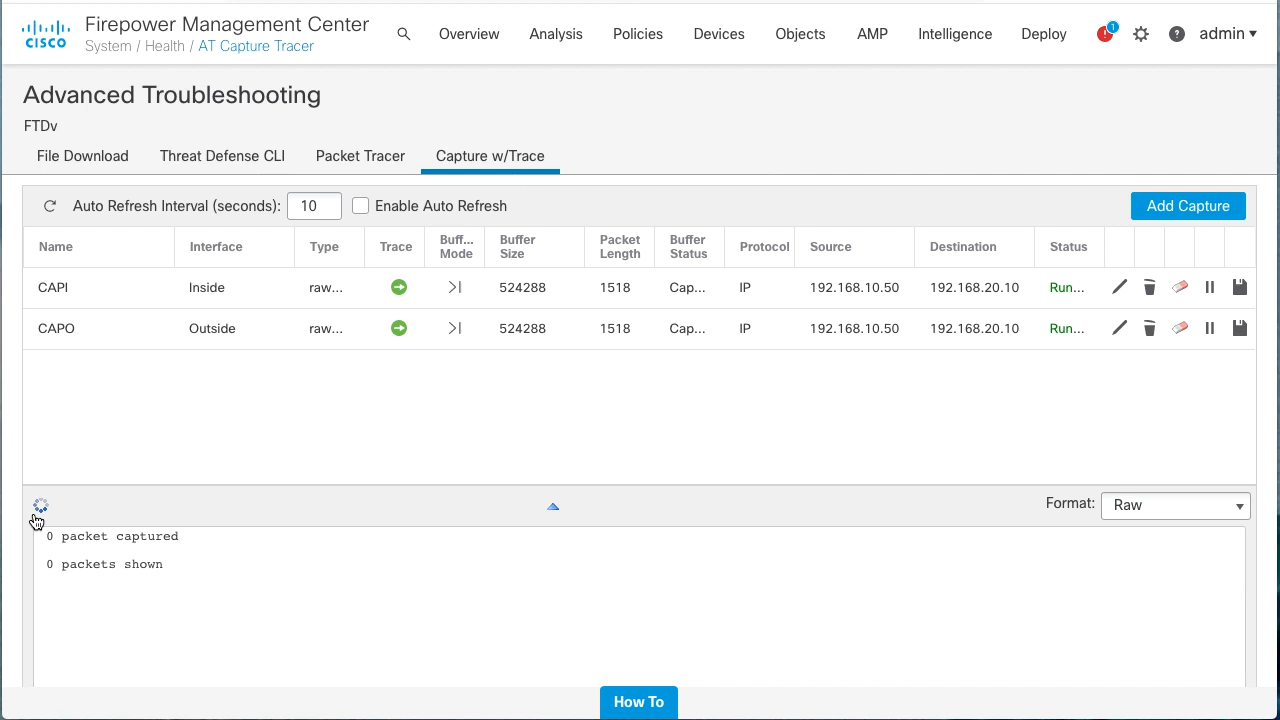 Firepower Management Center
CISCO System / Health / AT Capture Tracer
Overview Analysis Policies Devices Objects AMP Intelligence Deploy 1 admin
Advanced Troubleshooting
FTDv
File Download Threat Defense CLI Packet Tracer Capture w/Trace
Auto Refresh Interval (seconds): 10 Enable Auto Refresh Add Capture
Name Interface Type Trace Buff... Mode Buffer Size Packet Length Buffer Status Protocol Source Destination Status
CAPI Inside raw... >| 524288 1518 Cap... IP 192.168.10.50 192.168.20.10 Run...
CAPO Outside raw... >| 524288 1518 Cap... IP 192.168.10.50 192.168.20.10 Run...
Format: Raw
0 packet captured
0 packets shown
How To